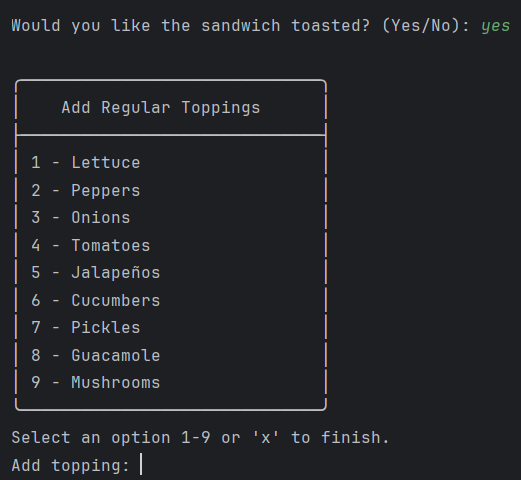 Would you like the sandwich toasted? (Yes/No): yes
Add Regular Toppings
1 - Lettuce
2 - Peppers
3 - Onions
4 - Tomatoes
5 - Jalapeños
6 - Cucumbers
7 - Pickles
8 - Guacamole
9 - Mushrooms
Select an option 1-9 or 'x' to finish.
Add topping: